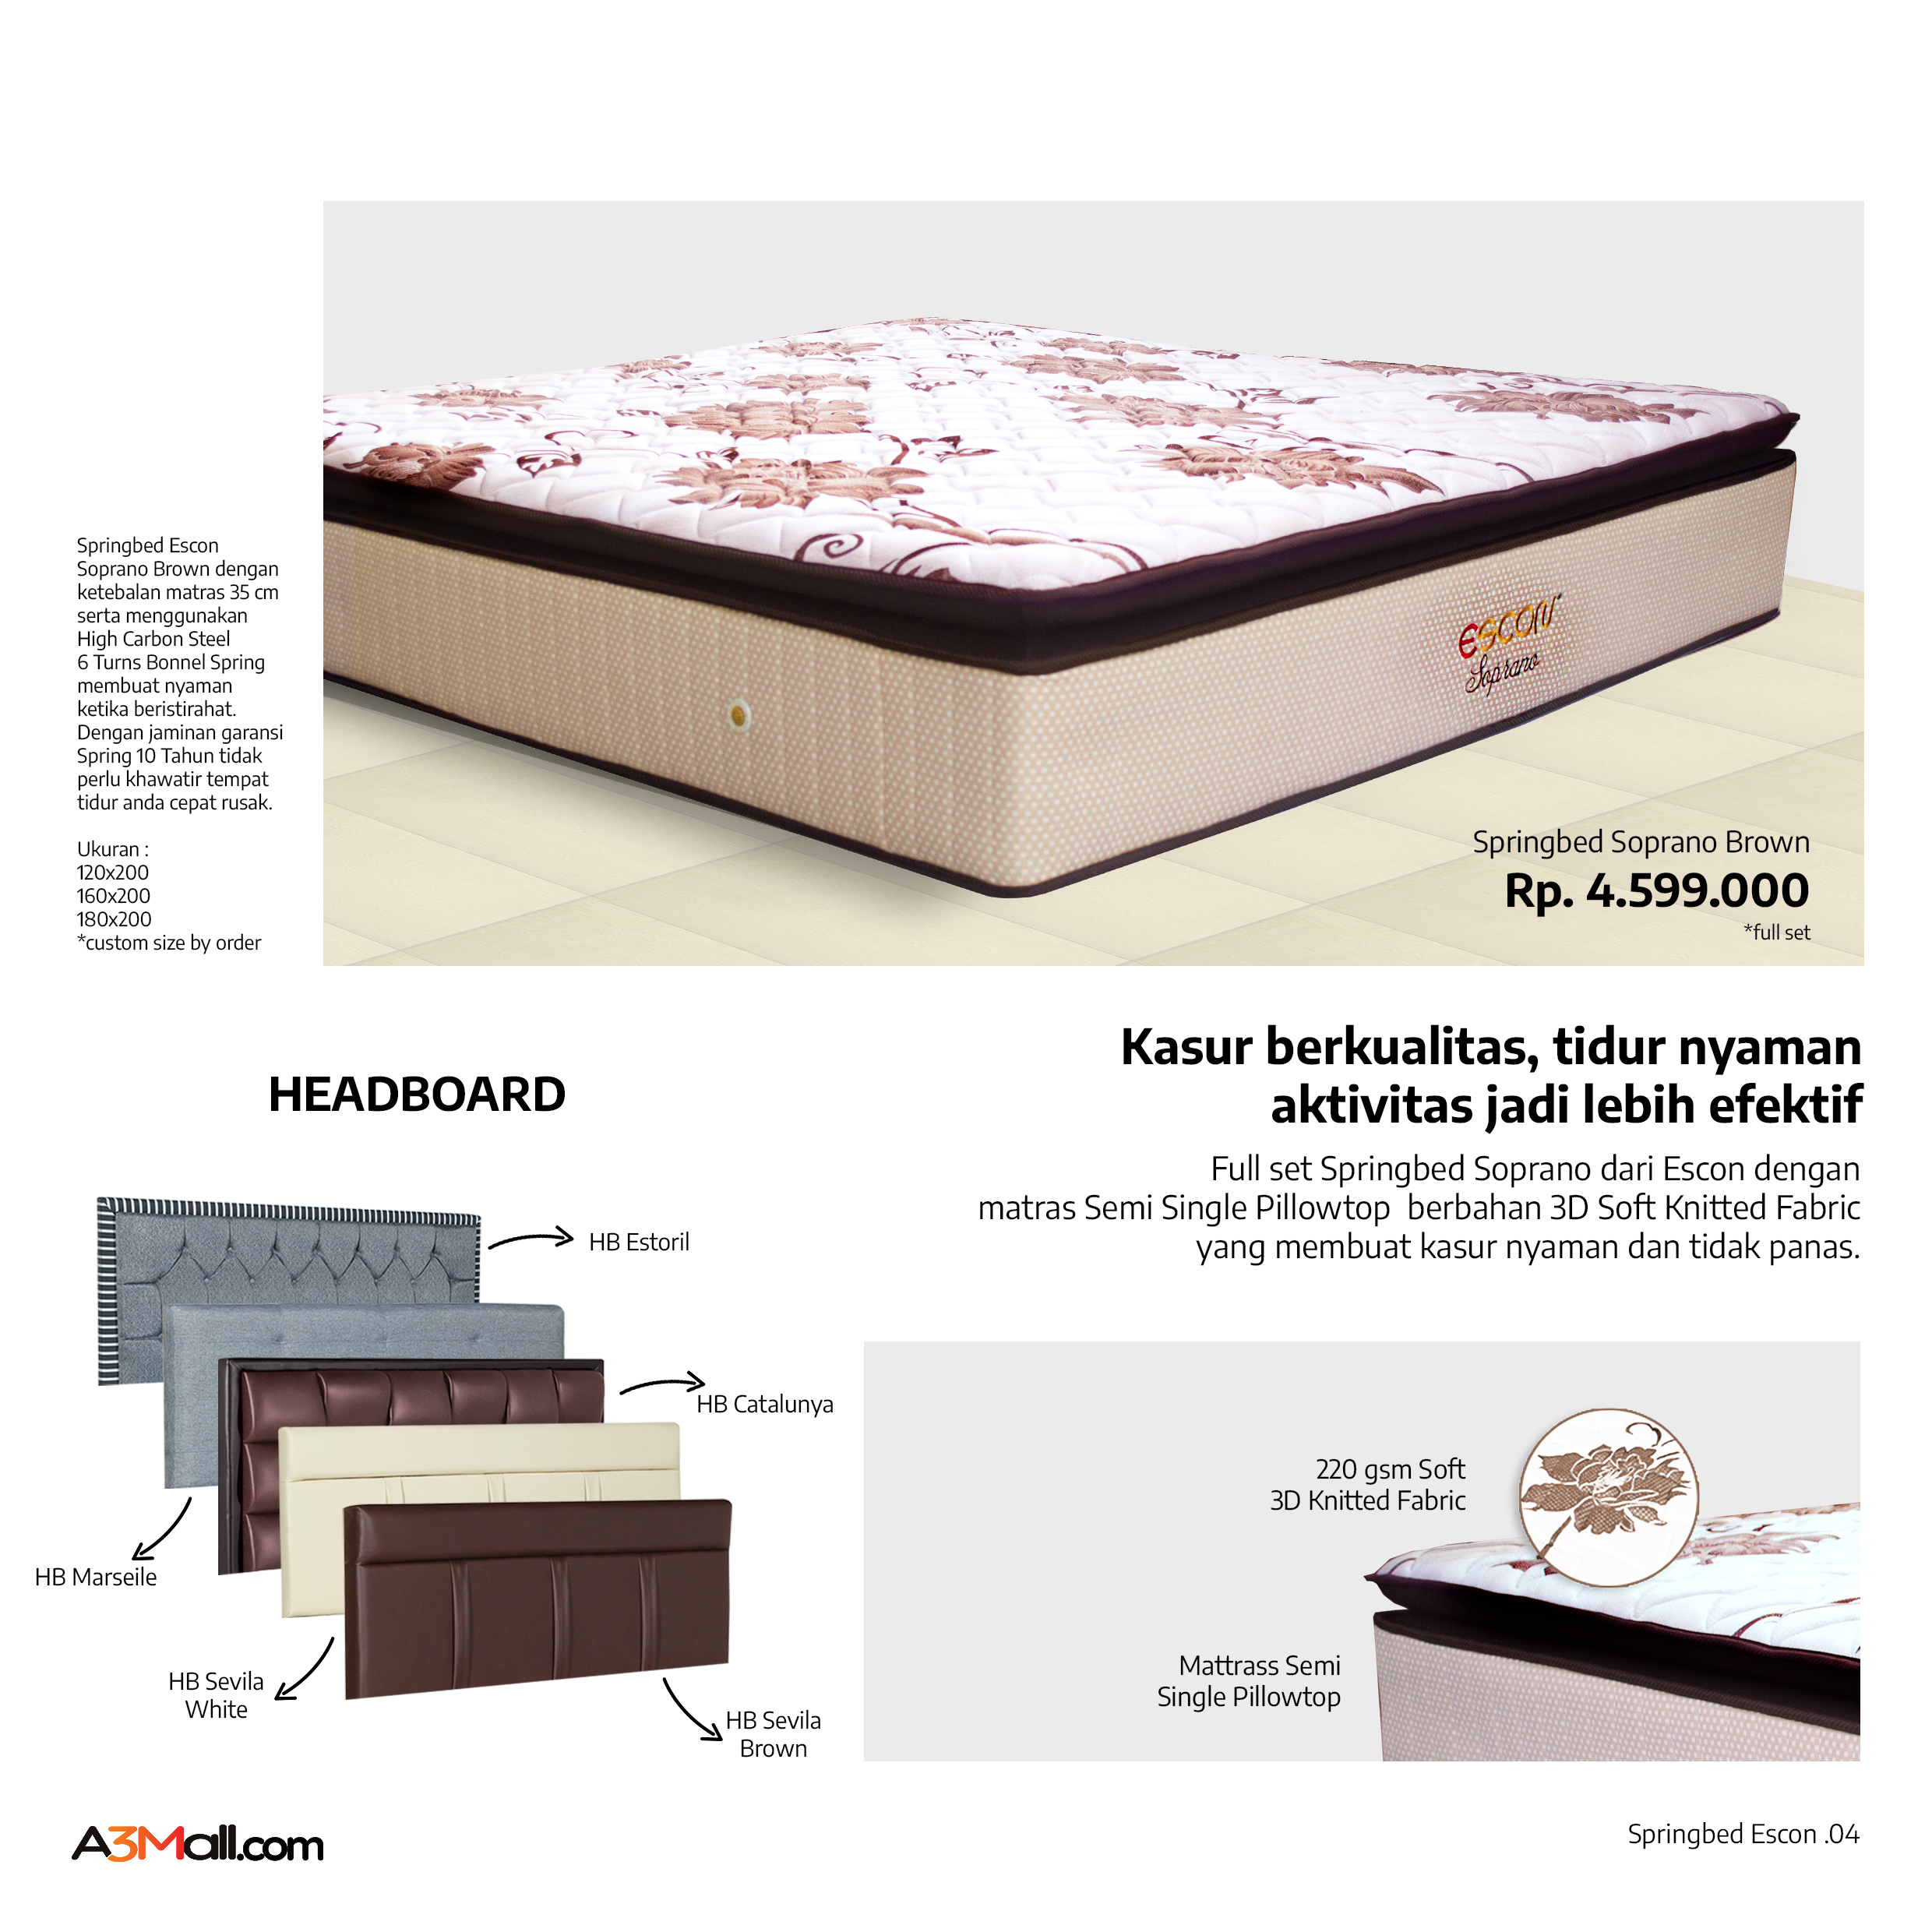 Springbed Escon
Soprano Brown dengan
ketebalan matras 35 cm
serta menggunakan
High Carbon Steel
6 Turns Bonnel Spring
membuat nyaman
ketika beristirahat.
Dengan jaminan garansi
Spring 10 Tahun tidak
perlu khawatir tempat
tidur anda cepat rusak.
Ukuran :
120x200
160x200
180x200
*custom size by order
escon
Soprano
Springbed Soprano Brown
Rp. 4.599.000
*full set
HEADBOARD
HB Estoril
HB Catalunya
HB Marseile
HB Sevila
White
HB Sevila
Brown
Kasur berkualitas, tidur nyaman
aktivitas jadi lebih efektif
Full set Springbed Soprano dari Escon dengan
matras Semi Single Pillowtop  berbahan 3D Soft Knitted Fabric
yang membuat kasur nyaman dan tidak panas.
220 gsm Soft
3D Knitted Fabric
Mattrass Semi
Single Pillowtop
A3Mall.com
Springbed Escon .04